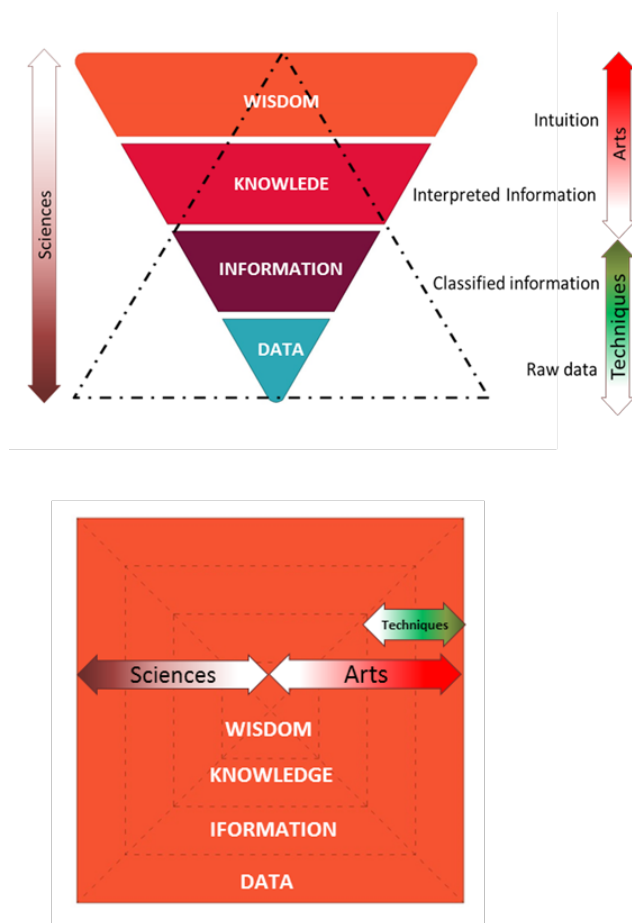 WISDOM
Intuition
Arts
KNOWLEDE
Interpreted Information
Sciences
INFORMATION
Classified information
Techniques
DATA
Raw data
Techniques
Sciences
Arts
WISDOM
KNOWLEDGE
IFORMATION
DATA